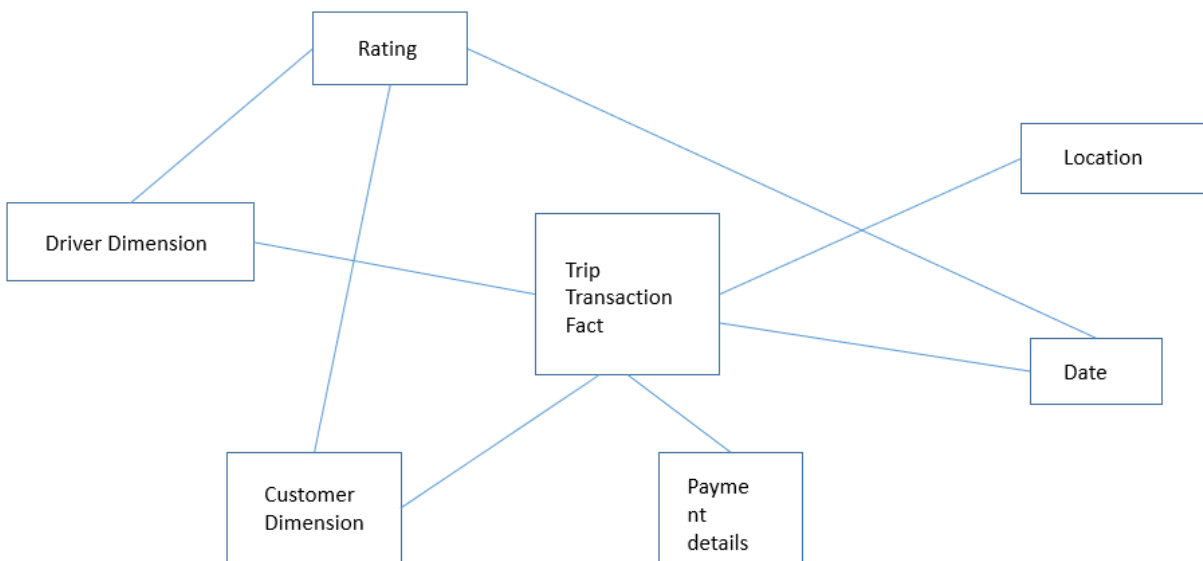 Rating
Location
Driver Dimension
Trip
Transaction
Fact
Date
Customer
Dimension
Payme
nt
details